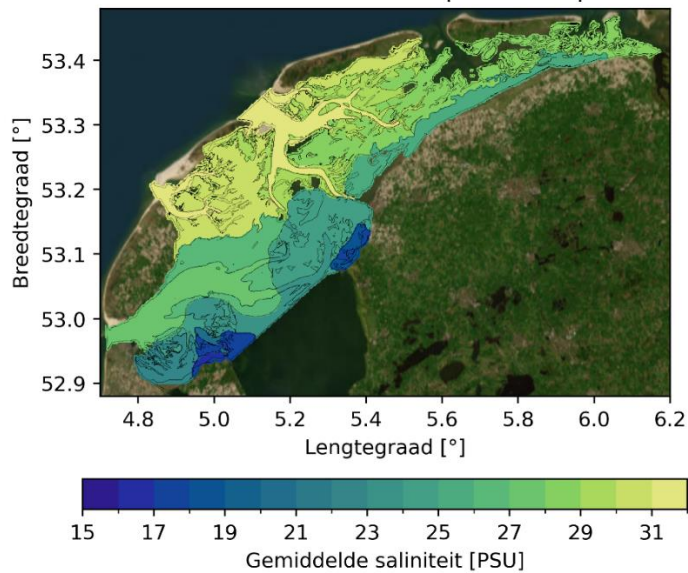 53.4
53.3
53.2
53.1
53.0
52.9
Breedtegraad [°]
4.8 5.0 5.2 5.4 5.6 5.8 6.0 6.2
Lengtegraad [°]
15 17 19 21 23 25 27 29 31
Gemiddelde saliniteit [PSU]